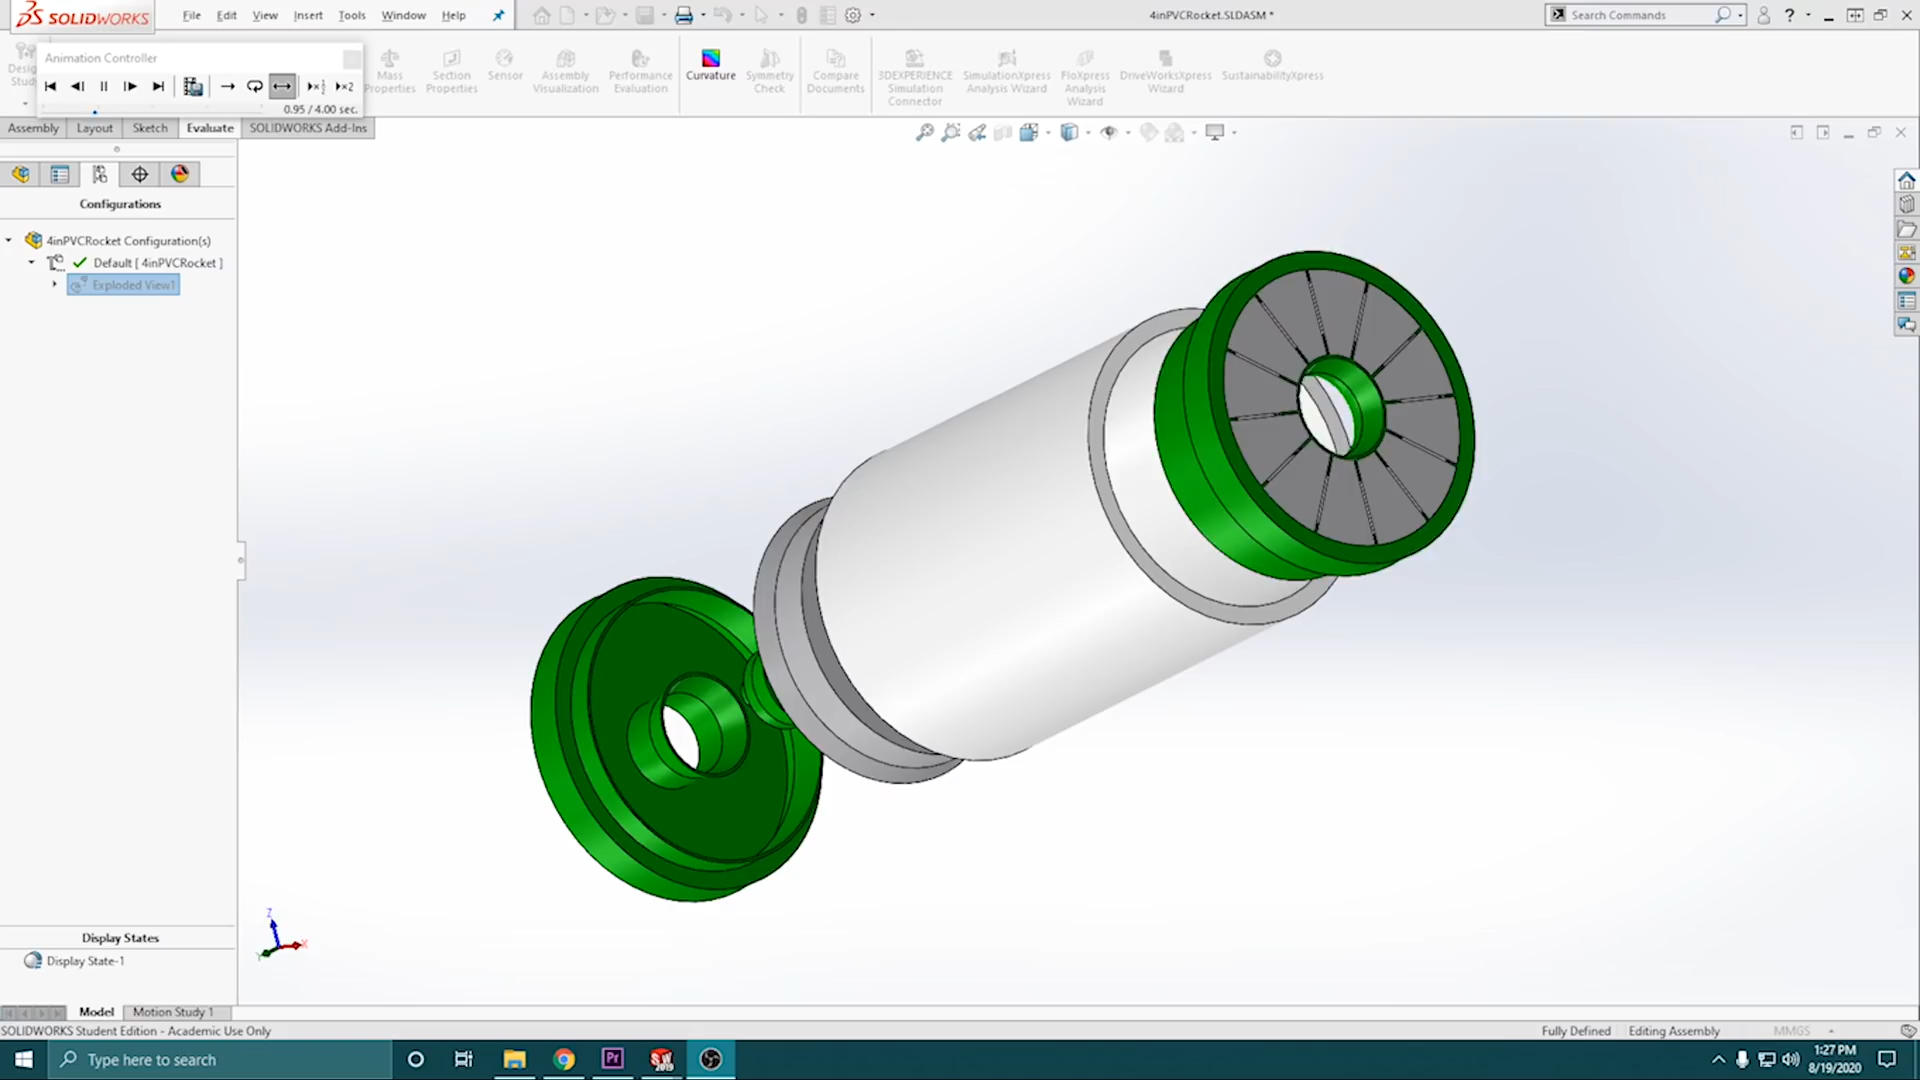 SOLIDWORKS File Edit View Insert Tools Window Help
4inPVCRocket.SLDASM *
Search Commands
Animation Controller
0.95 / 4.00 sec.
Mass
Properties
Section
Properties
Sensor
Assembly
Visualization
Performance
Evaluation
Curvature
Symmetry
Check
Compare
Documents
3DEXPERIENCE
Simulation
Connector
SimulationXpress
Analysis Wizard
FloXpress
Analysis
Wizard
DriveWorksXpress
Wizard
SustainabilityXpress
Assembly Layout Sketch Evaluate SOLIDWORKS Add-Ins
Configurations
4inPVCRocket Configuration(s)
Default [ 4inPVCRocket ]
Exploded View1
Display States
Display State-1
Model Motion Study 1
SOLIDWORKS Student Edition - Academic Use Only
Fully Defined Editing Assembly MMGS
Type here to search
Pr
SW
2019
1:27 PM
8/19/2020